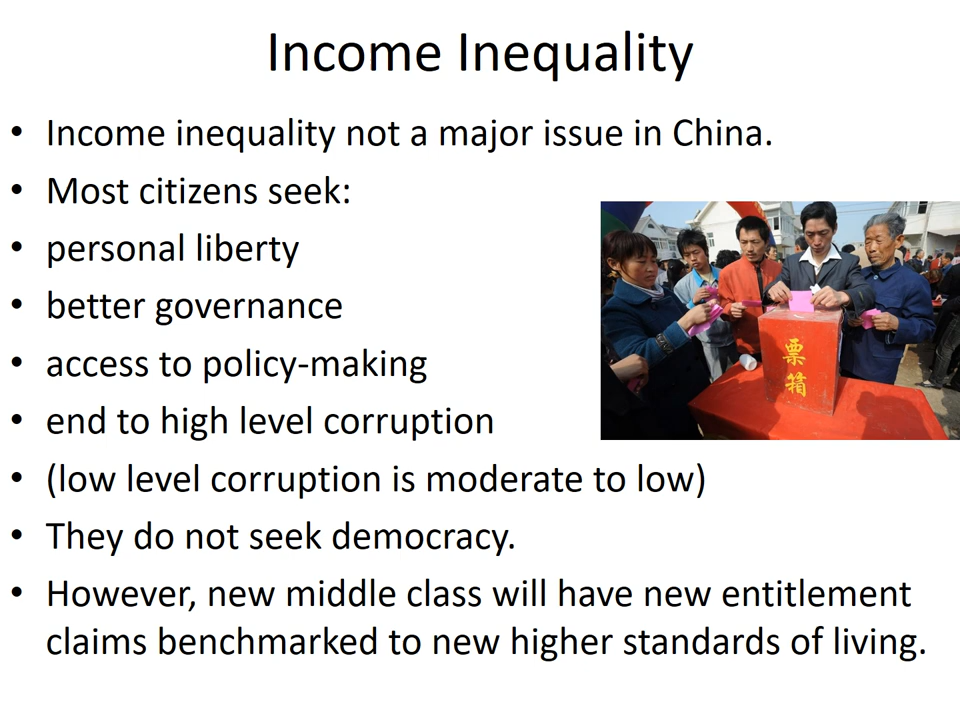 Income Inequality
• Income inequality not a major issue in China.
• Most citizens seek:
• personal liberty
• better governance
• access to policy-making
• end to high level corruption
• (low level corruption is moderate to low)
• They do not seek democracy.
• However, new middle class will have new entitlement
claims benchmarked to new higher standards of living.
票
箱